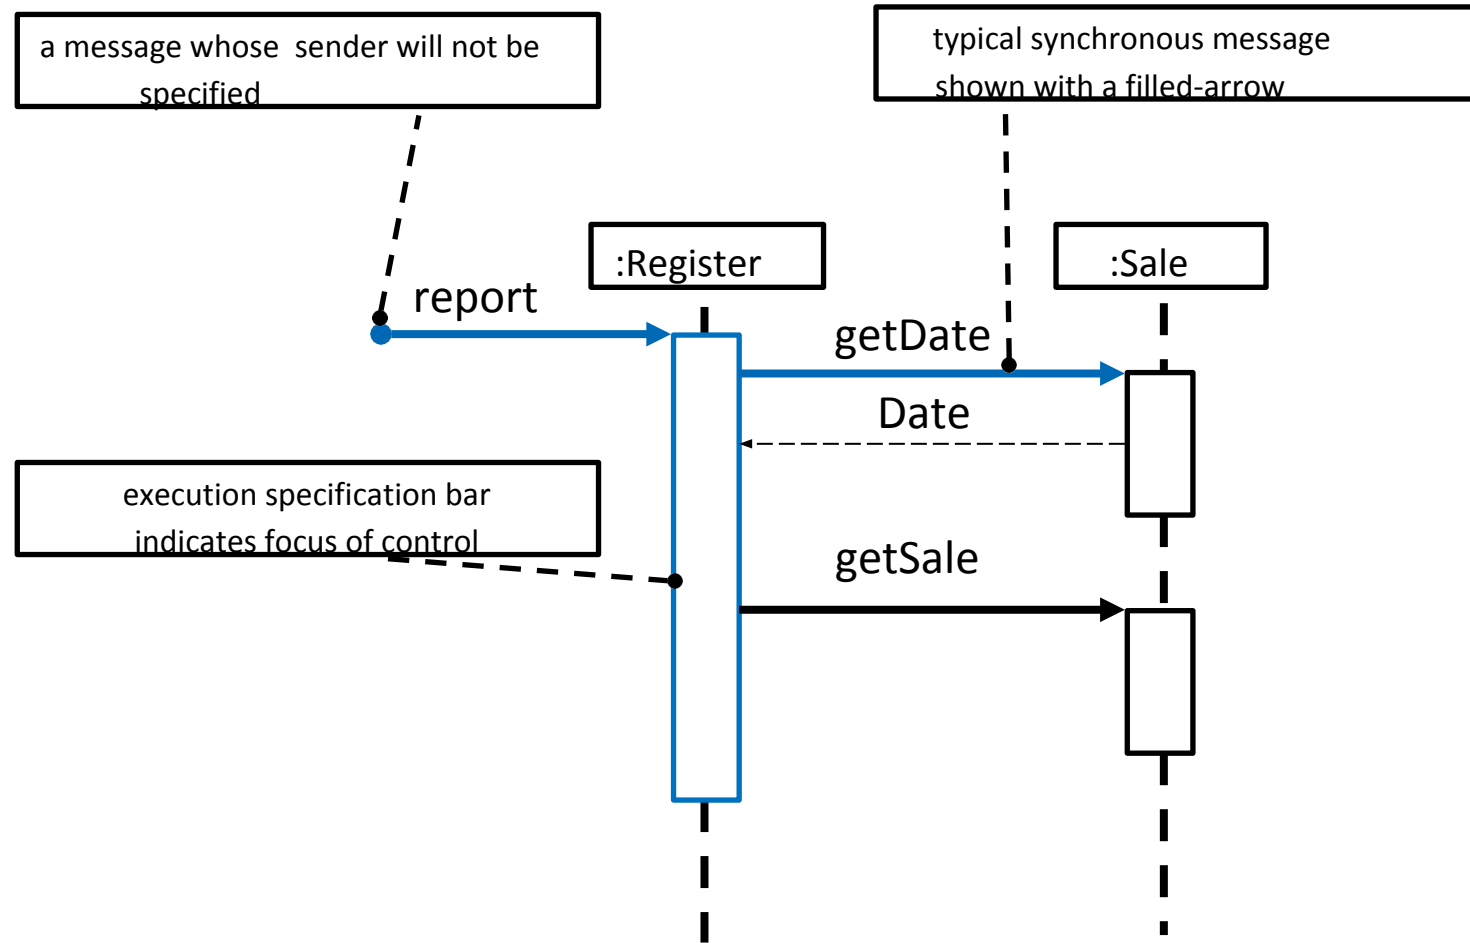 a message whose  sender will not be
specified
typical synchronous message
shown with a filled-arrow
:Register
:Sale
report
getDate
Date
execution specification bar
indicates focus of control
getSale